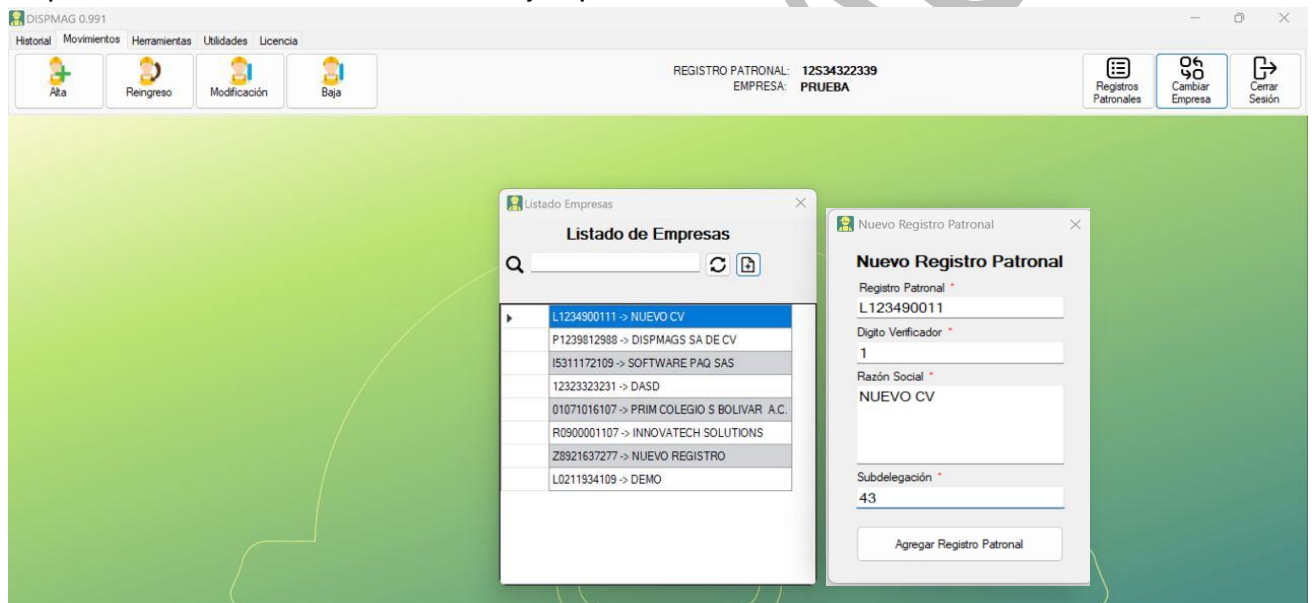 DISPMAG 0.991
Historial Movimientos Herramientas Utilidades Licencia
Alta
Reingreso
Modificación
Baja
REGISTRO PATRONAL: 12S34322339
EMPRESA: PRUEBA
Registros
Patronales
Cambiar
Empresa
Cerrar
Sesión
Listado Empresas
Listado de Empresas
L1234900111 -> NUEVO CV
P1239812988 -> DISPMAGS SA DE CV
I5311172109 -> SOFTWARE PAQ SAS
12323323231 -> DASD
01071016107 -> PRIM COLEGIO S BOLIVAR A.C.
R0900001107 -> INNOVATECH SOLUTIONS
Z8921637277 -> NUEVO REGISTRO
L0211934109 -> DEMO
Nuevo Registro Patronal
Nuevo Registro Patronal
Registro Patronal *
L123490011
Digito Verificador *
1
Razón Social *
NUEVO CV
Subdelegación *
43
Agregar Registro Patronal